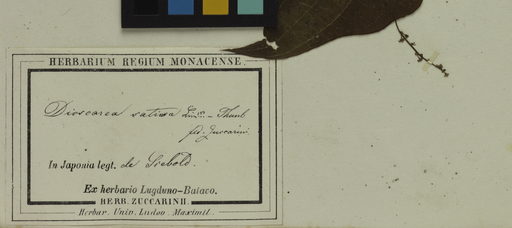 HERBARIUM REGIUM MONACENSE.
Dioscorea sativa Linn. - Thunb
fid. Zuccarini
In Japonia legt. de Siebold.
Ex herbario Lugduno-Batavo.
HERB. ZUCCARINII.
Herbar. Univ. Ludov. Maximil.